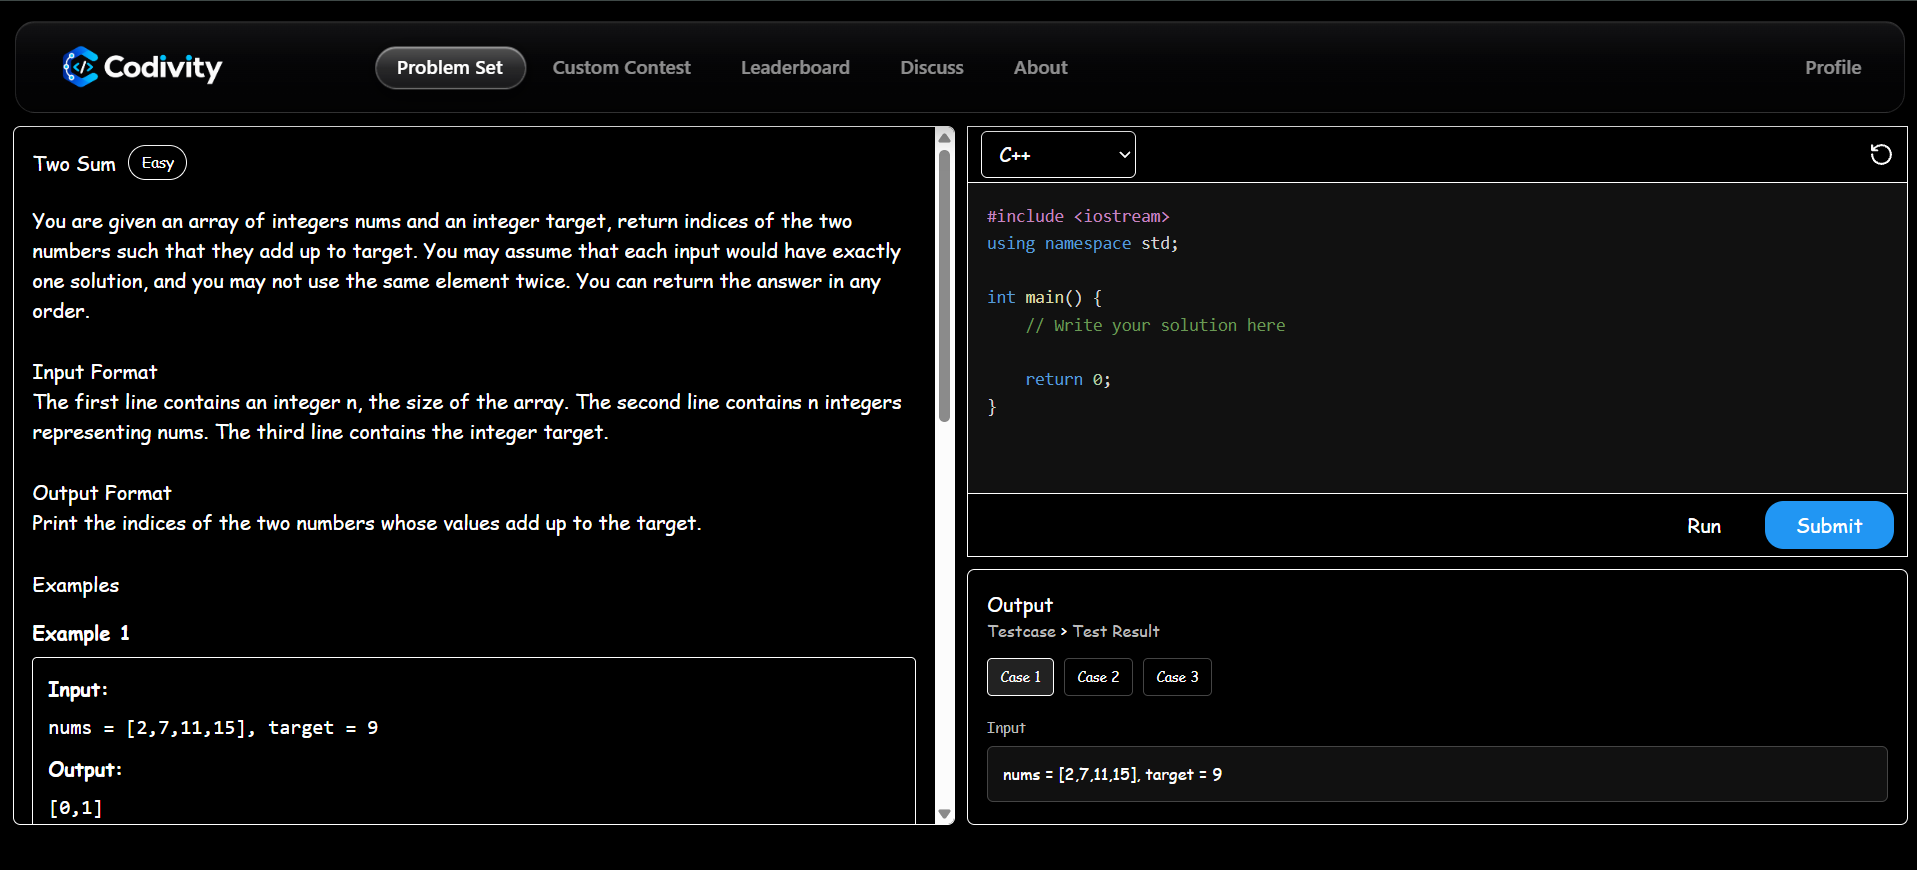 Codivity
Problem Set
Custom Contest
Leaderboard
Discuss
About
Profile
Two Sum
Easy
You are given an array of integers nums and an integer target, return indices of the two
numbers such that they add up to target. You may assume that each input would have exactly
one solution, and you may not use the same element twice. You can return the answer in any
order.
Input Format
The first line contains an integer n, the size of the array. The second line contains n integers
representing nums. The third line contains the integer target.
Output Format
Print the indices of the two numbers whose values add up to the target.
Examples
Example 1
Input:
nums = [2,7,11,15], target = 9
Output:
[0,1]
C++
#include <iostream>
using namespace std;
int main() {
    // Write your solution here
    return 0;
}
Run
Submit
Output
Testcase > Test Result
Case 1
Case 2
Case 3
Input
nums = [2,7,11,15], target = 9